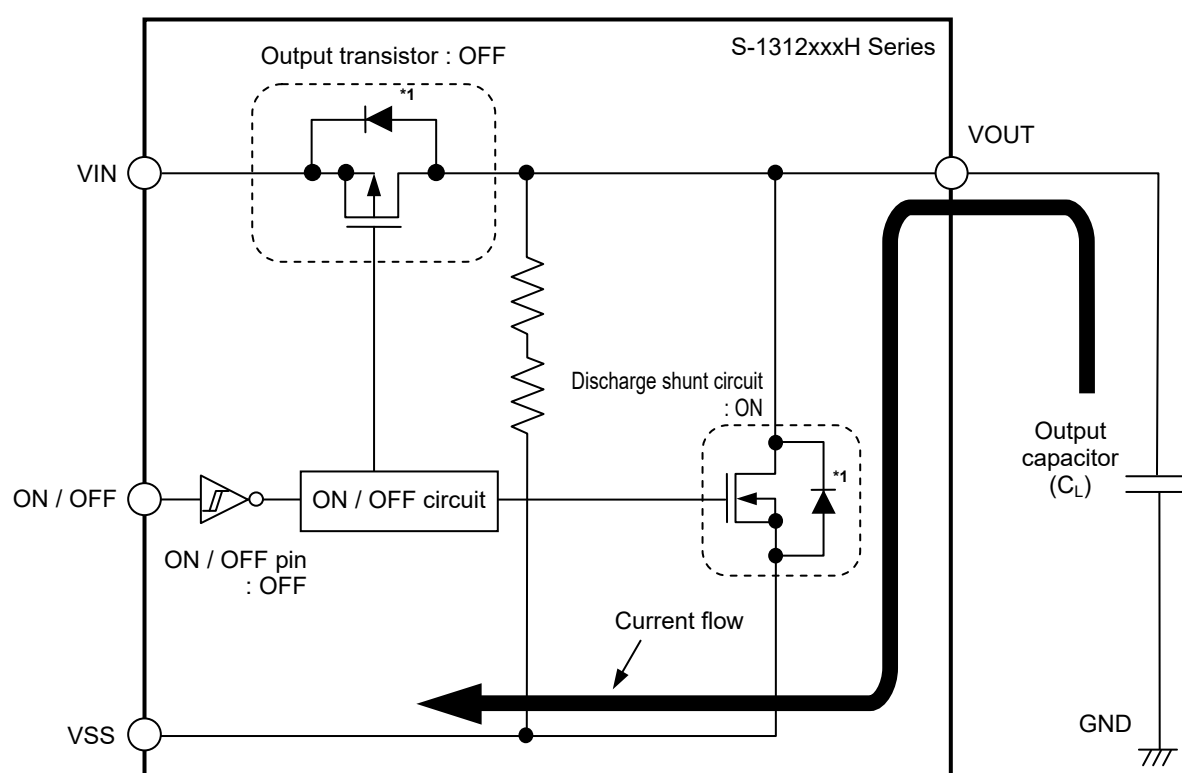 S-1312xxxH Series
Output transistor : OFF
*1
VIN
VOUT
Discharge shunt circuit
: ON
*1
Output
capacitor
(CL)
ON / OFF
ON / OFF circuit
ON / OFF pin
: OFF
Current flow
VSS
GND